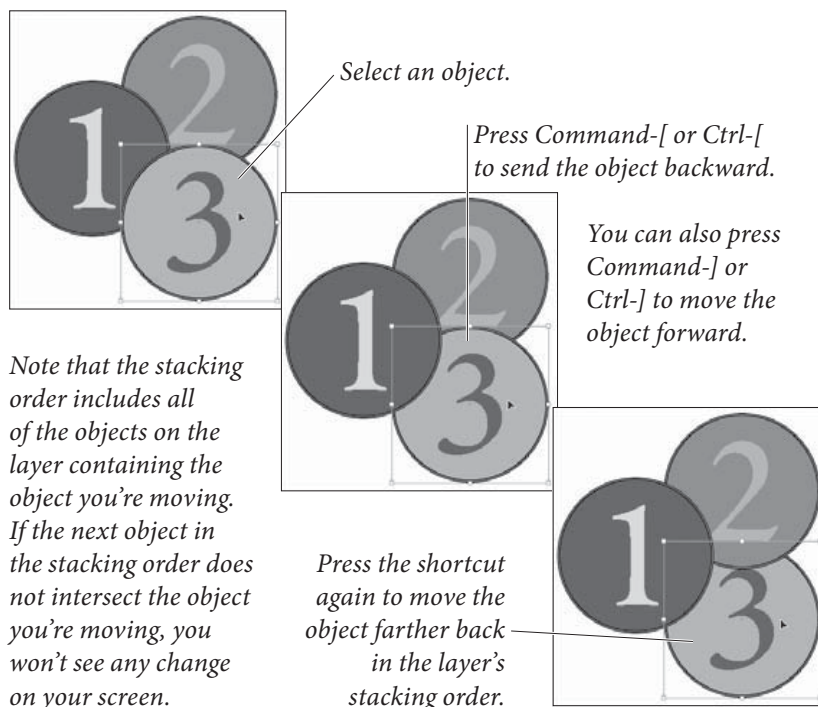 2
1
3
Select an object.
Press Command-[ or Ctrl-[
to send the object backward.
2
1
3
You can also press
Command-] or
Ctrl-] to move the
object forward.
Note that the stacking
order includes all
of the objects on the
layer containing the
object you're moving.
If the next object in
the stacking order does
not intersect the object
you're moving, you
won't see any change
on your screen.
Press the shortcut
again to move the
object farther back
in the layer's
stacking order.
2
1
3